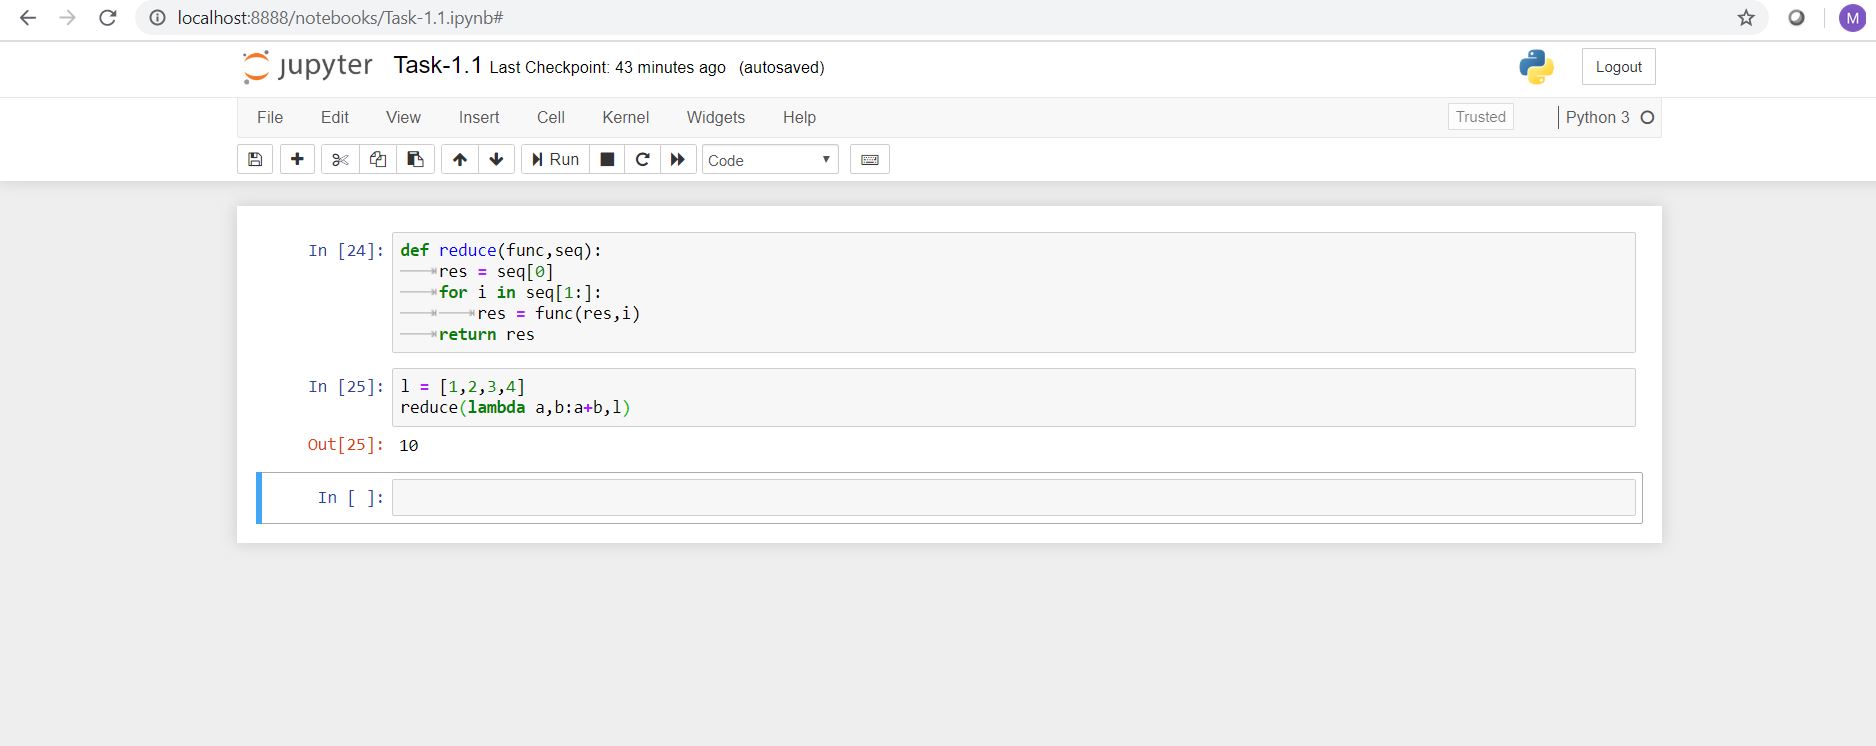 localhost:8888/notebooks/Task-1.1.ipynb#
M
jupyter Task-1.1 Last Checkpoint: 43 minutes ago (autosaved)
Logout
File Edit View Insert Cell Kernel Widgets Help
Trusted
Python 3
Run
Code
In [24]: def reduce(func,seq):
res = seq[0]
for i in seq[1:]:
res = func(res,i)
return res
In [25]: l = [1,2,3,4]
reduce(lambda a,b:a+b,l)
Out[25]: 10
In [ ]: